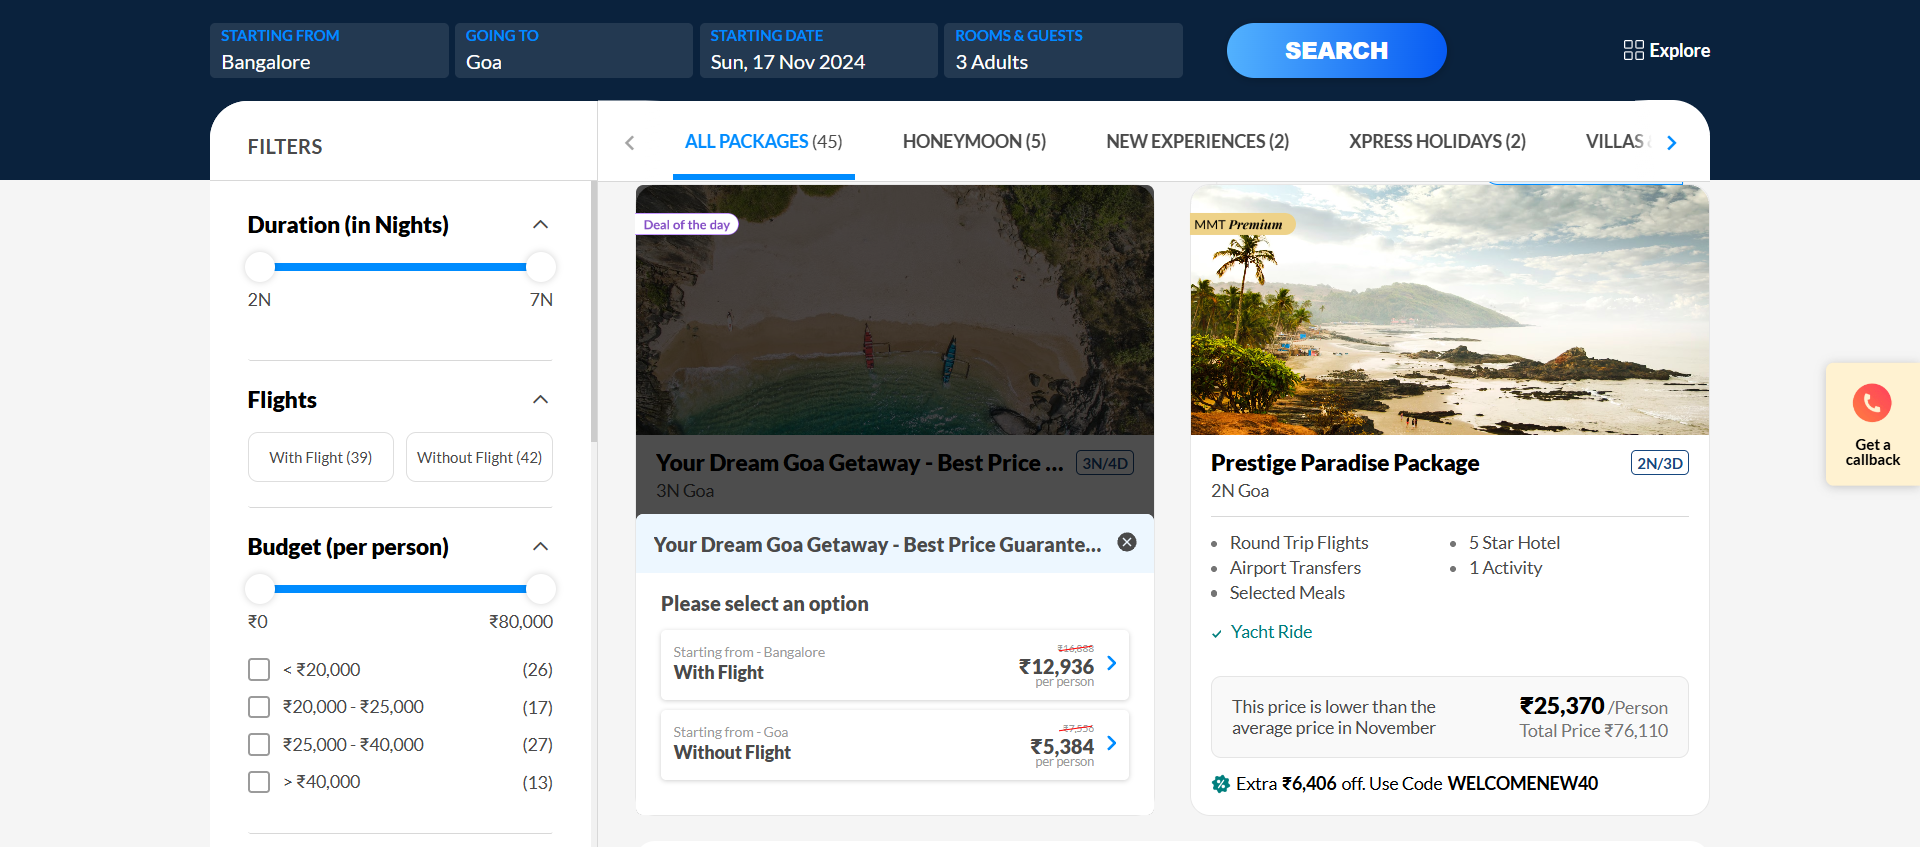 STARTING FROM
Bangalore
GOING TO
Goa
STARTING DATE
Sun, 17 Nov 2024
ROOMS & GUESTS
3 Adults
SEARCH
Explore
FILTERS
ALL PACKAGES (45)
HONEYMOON (5)
NEW EXPERIENCES (2)
XPRESS HOLIDAYS (2)
VILLAS
Duration (in Nights)
2N
7N
Flights
With Flight (39)
Without Flight (42)
Budget (per person)
₹0
₹80,000
< ₹20,000
(26)
₹20,000 - ₹25,000
(17)
₹25,000 - ₹40,000
(27)
> ₹40,000
(13)
Deal of the day
Your Dream Goa Getaway - Best Price ...
3N/4D
3N Goa
Your Dream Goa Getaway - Best Price Guarante...
Please select an option
Starting from - Bangalore
With Flight
₹16,888
₹12,936
per person
Starting from - Goa
Without Flight
₹7,556
₹5,384
per person
MMT Premium
Prestige Paradise Package
2N/3D
2N Goa
Round Trip Flights
Airport Transfers
Selected Meals
5 Star Hotel
1 Activity
Yacht Ride
This price is lower than the
average price in November
₹25,370 /Person
Total Price ₹76,110
Extra ₹6,406 off. Use Code WELCOMENEW40
Get a
callback